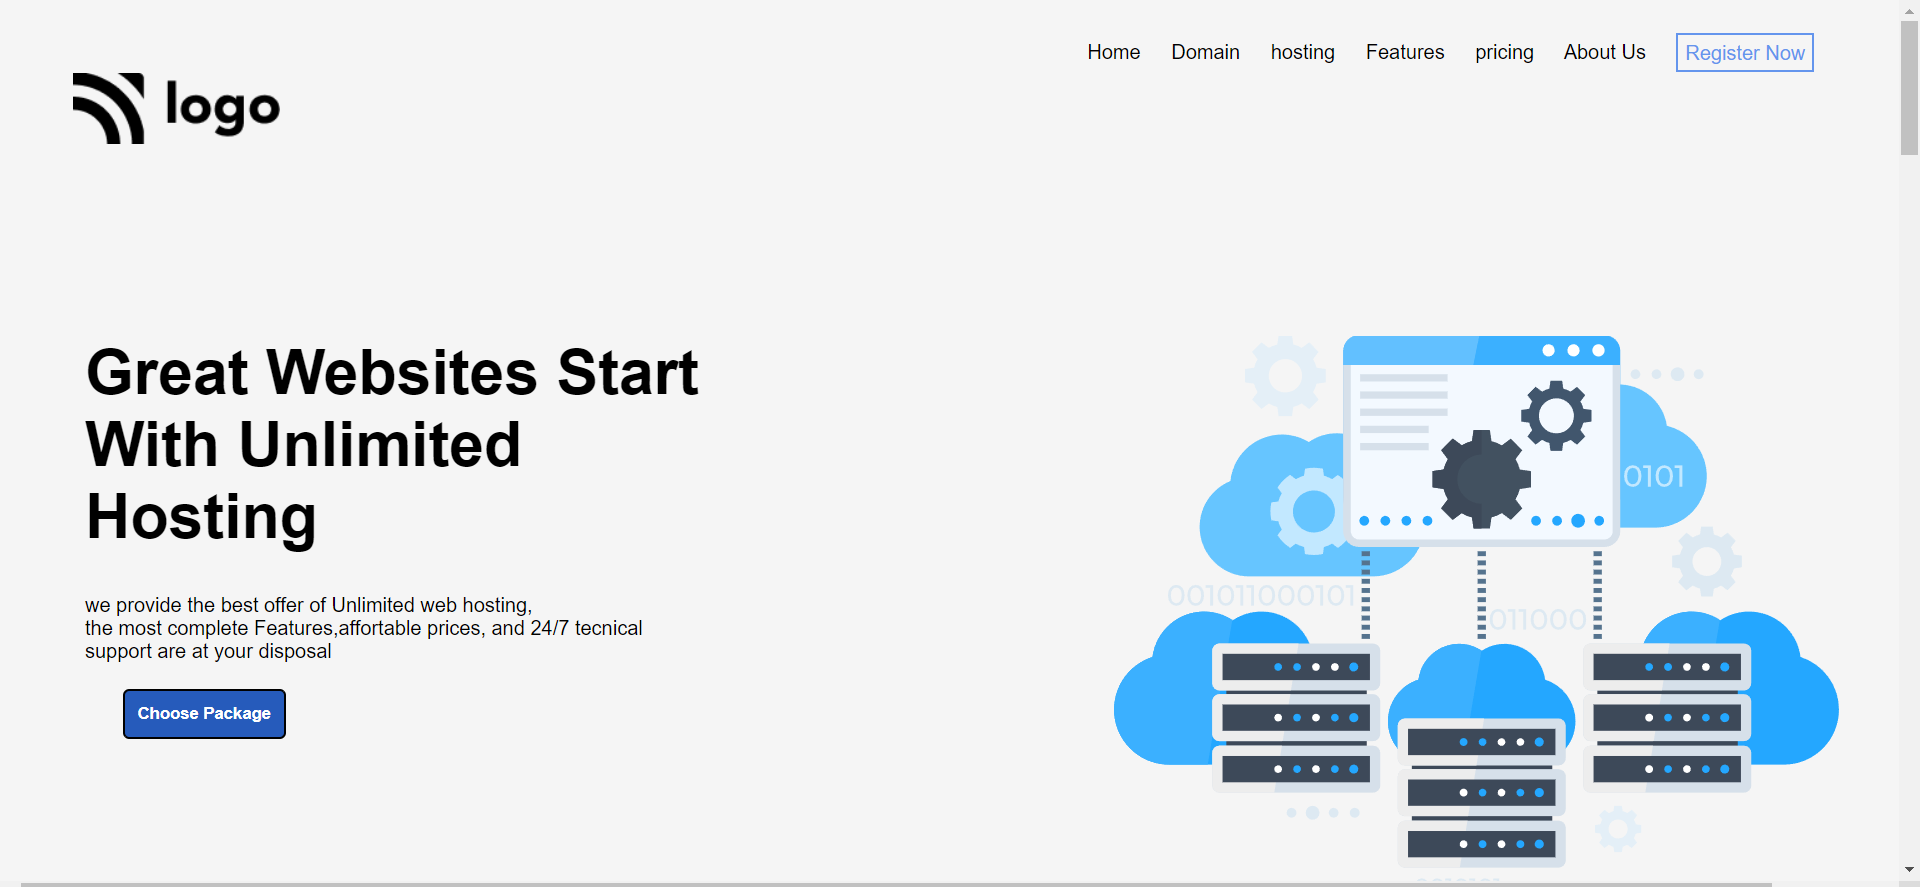 Home Domain hosting Features pricing About Us Register Now
logo
Great Websites Start
With Unlimited
Hosting
0101
001011000101
011000
we provide the best offer of Unlimited web hosting,
the most complete Features,affortable prices, and 24/7 tecnical
support are at your disposal
Choose Package